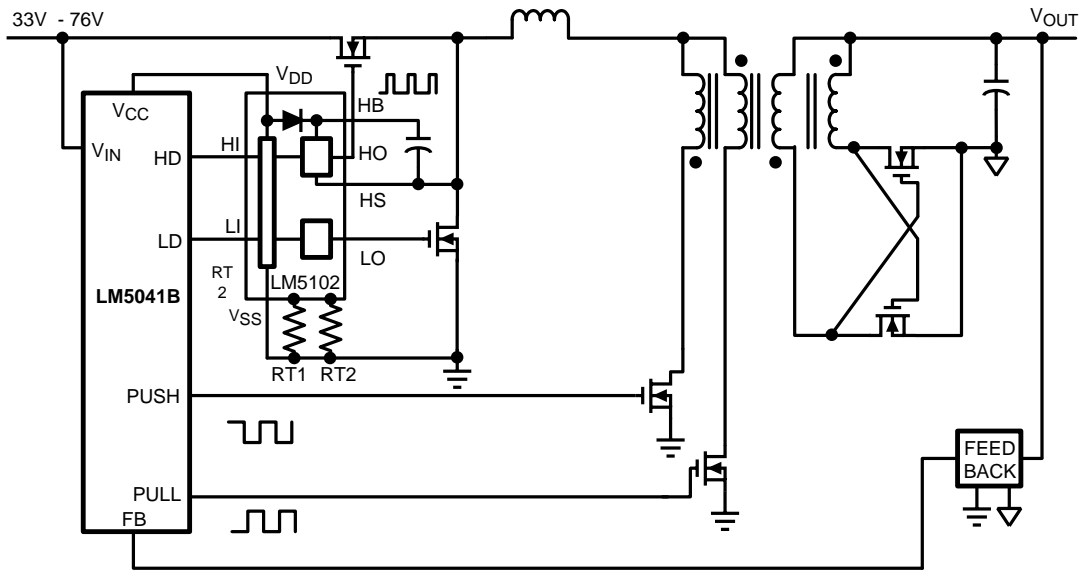 33V - 76V
VOUT
VDD
VCC
HB
VIN
HD
HI
HO
HS
LI
LD
LO
RT
2
LM5102
LM5041B
VSS
RT1
RT2
PUSH
FEED
BACK
PULL
FB